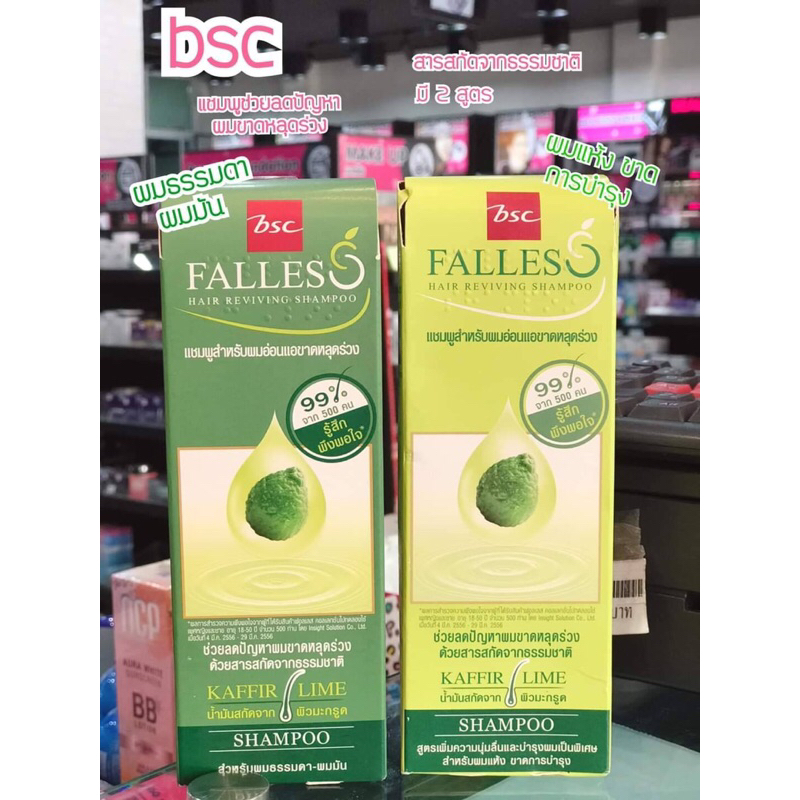 bsc
แชมพูช่วยลดปัญหา
ผมขาดหลุดร่วง
สารสกัดจากธรรมชาติ
มี 2 สูตร
ผมธรรมดา
ผมมัน
ผมแห้ง ขาด
การบำรุง
MAKE UP
bsc
FALLESS
HAIR REVIVING SHAMPOO
แชมพูสำหรับผมอ่อนแอขาดหลุดร่วง
99%
จาก 500 คน
รู้สึก
พึงพอใจ*
ช่วยลดปัญหาผมขาดหลุดร่วง
ด้วยสารสกัดจากธรรมชาติ
KAFFIR LIME
น้ำมันสกัดจาก ผิวมะกรูด
SHAMPOO
สำหรับผมธรรมดา-ผมมัน
bsc
FALLESS
HAIR REVIVING SHAMPOO
แชมพูสำหรับผมอ่อนแอขาดหลุดร่วง
99%
จาก 500 คน
รู้สึก
พึงพอใจ*
ช่วยลดปัญหาผมขาดหลุดร่วง
ด้วยสารสกัดจากธรรมชาติ
KAFFIR LIME
น้ำมันสกัดจาก ผิวมะกรูด
SHAMPOO
สูตรเพิ่มความนุ่มลื่นและบำรุงผมเป็นพิเศษ
สำหรับผมแห้ง ขาดการบำรุง
mcp
AURA WHITE
SUNSCREEN
BB
LOTION
บาท